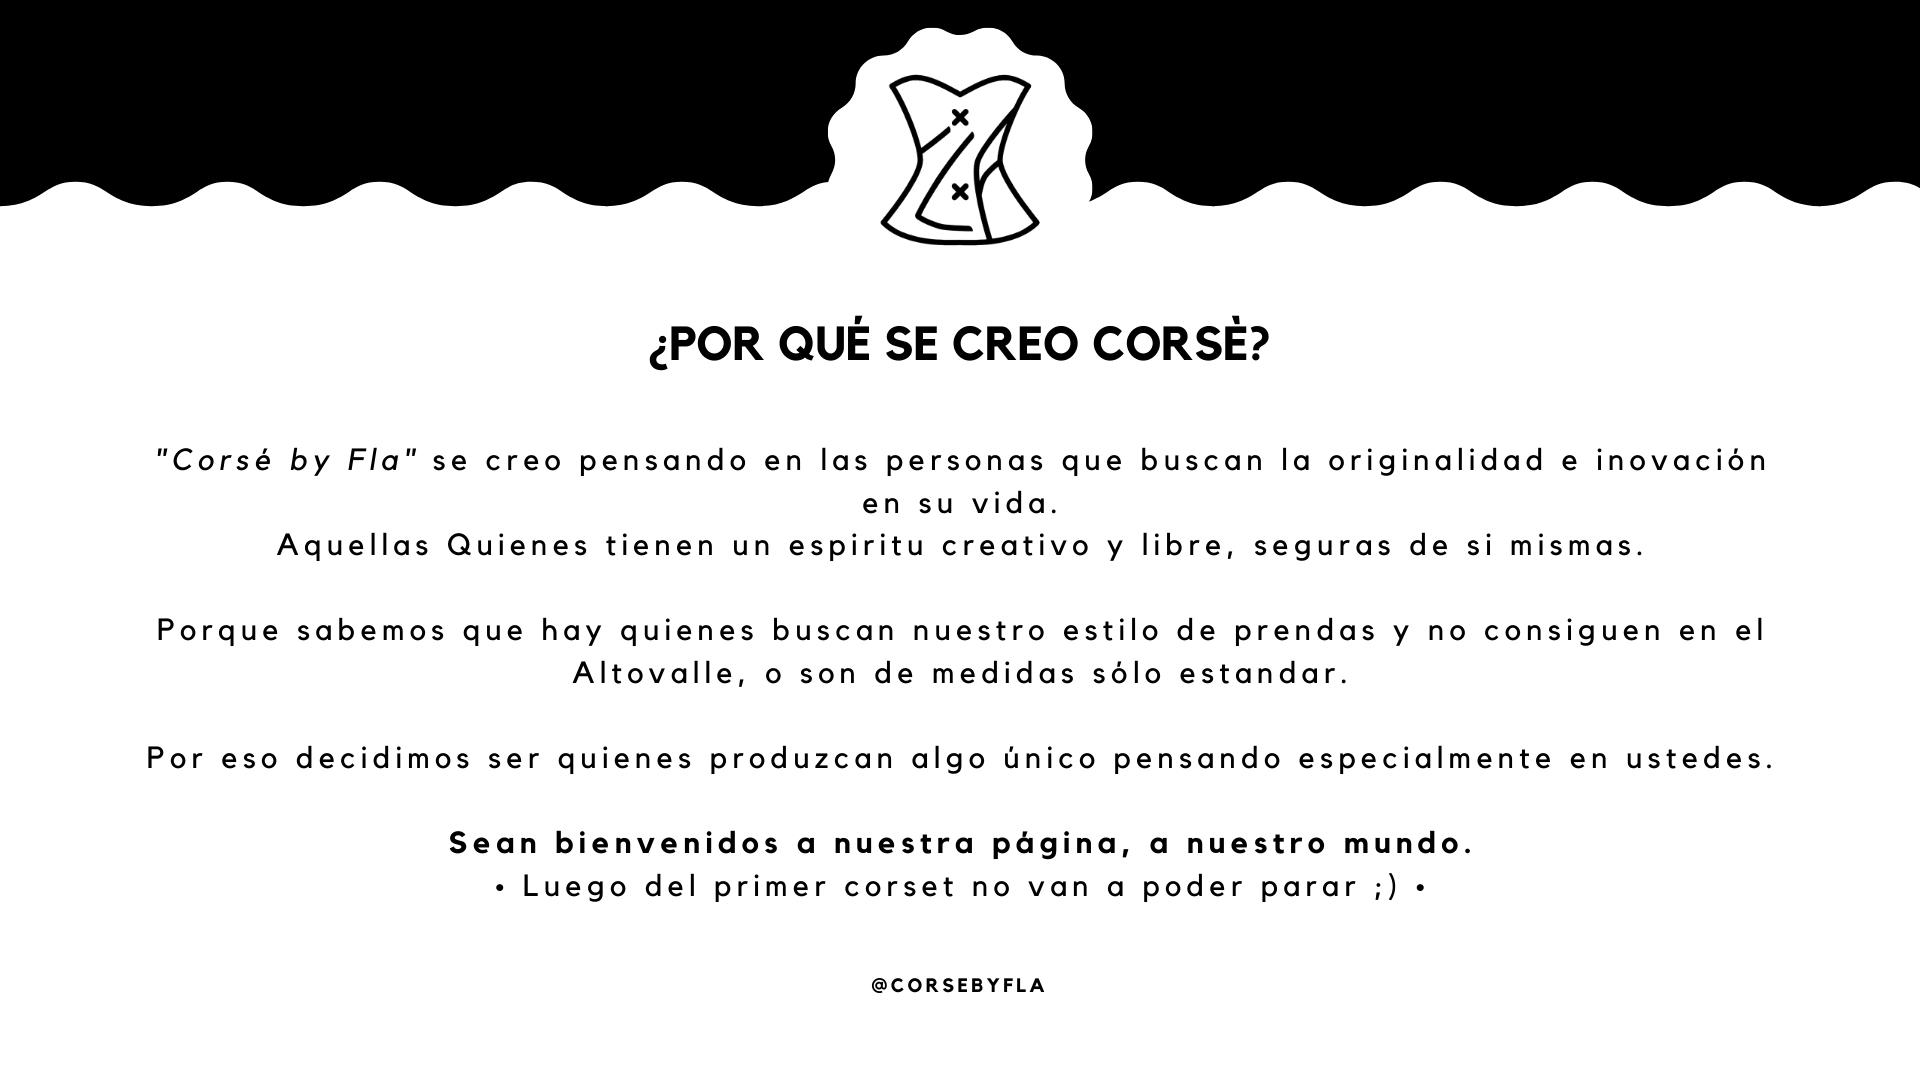 ¿POR QUÉ SE CREO CORSÈ?
"Corsé by Fla" se creo pensando en las personas que buscan la originalidad e inovación
en su vida.
Aquellas Quienes tienen un espiritu creativo y libre, seguras de si mismas.
Porque sabemos que hay quienes buscan nuestro estilo de prendas y no consiguen en el
Altovalle, o son de medidas sólo estandar.
Por eso decidimos ser quienes produzcan algo único pensando especialmente en ustedes.
Sean bienvenidos a nuestra página, a nuestro mundo.
• Luego del primer corset no van a poder parar ;) •
@CORSEBYFLA